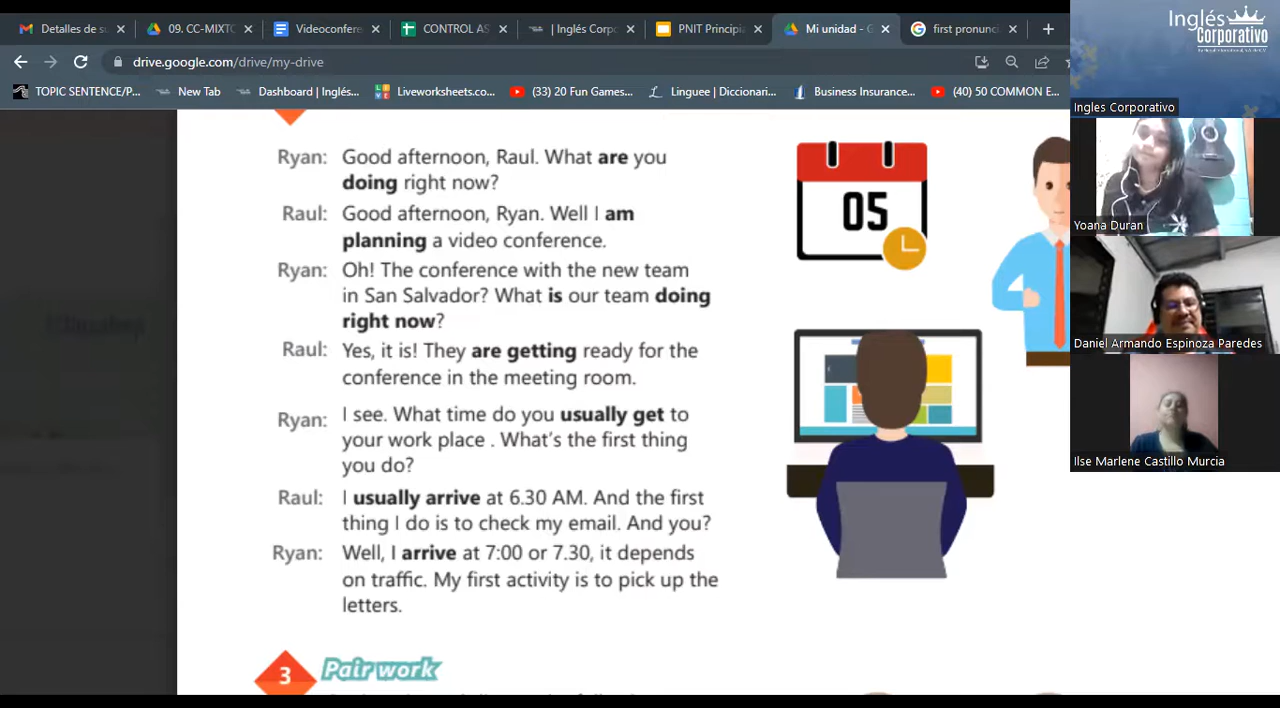 Detalles de su
09. CC-MIXTO
Videoconfere
CONTROL AS
| Inglés Corpo
PNIT Principia
Mi unidad - G
first pronunci
drive.google.com/drive/my-drive
TOPIC SENTENCE/P...
New Tab
Dashboard | Inglés...
Liveworksheets.co...
(33) 20 Fun Games...
Linguee | Diccionari...
Business Insurance...
(40) 50 COMMON E...
Ryan: Good afternoon, Raul. What are you
doing right now?
Raul: Good afternoon, Ryan. Well I am
planning a video conference.
Ryan: Oh! The conference with the new team
in San Salvador? What is our team doing
right now?
Raul: Yes, it is! They are getting ready for the
conference in the meeting room.
Ryan: I see. What time do you usually get to
your work place . What's the first thing
you do?
Raul: I usually arrive at 6.30 AM. And the first
thing I do is to check my email. And you?
Ryan: Well, I arrive at 7:00 or 7.30, it depends
on traffic. My first activity is to pick up the
letters.
3 Pair work
05
Inglés
Corporativo
Ingles Corporativo
Yoana Duran
Daniel Armando Espinoza Paredes
Ilse Marlene Castillo Murcia